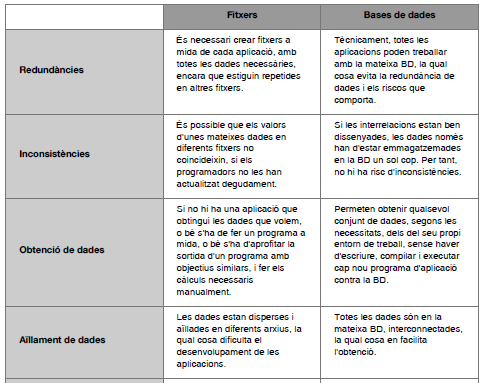 Fitxers
Bases de dades
Redundàncies
És necessari crear fitxers a
mida de cada aplicació, amb
totes les dades necessàries,
encara que estiguin repetides
en altres fitxers.
Tècnicament, totes les
aplicacions poden treballar
amb la mateixa BD, la qual
cosa evita la redundància de
dades i els riscos que
comporta.
Inconsistències
És possible que els valors
d'unes mateixes dades en
diferents fitxers no
coincideixin, si els
programadors no les han
actualitzat degudament.
Si les interrelacions estan ben
dissenyades, les dades només
han d'estar emmagatzemades
en la BD un sol cop. Per tant,
no hi ha risc d'inconsistències.
Obtenció de dades
Si no hi ha una aplicació que
obtingui les dades que volem,
o bé s'ha de fer un programa a
mida, o bé s'ha d'aprofitar la
sortida d'un programa amb
objectius similars, i fer els
càlculs necessaris
manualment.
Permeten obtenir qualsevol
conjunt de dades, segons les
necessitats, des del seu propi
entorn de treball, sense haver
d'escriure, compilar i executar
cap nou programa d'aplicació
contra la BD.
Aïllament de dades
Les dades estan disperses i
aïllades en diferents arxius, la
qual cosa dificulta el
desenvolupament de les
aplicacions.
Totes les dades són en la
mateixa BD, interconnectades,
la qual cosa en facilita
l'obtenció.